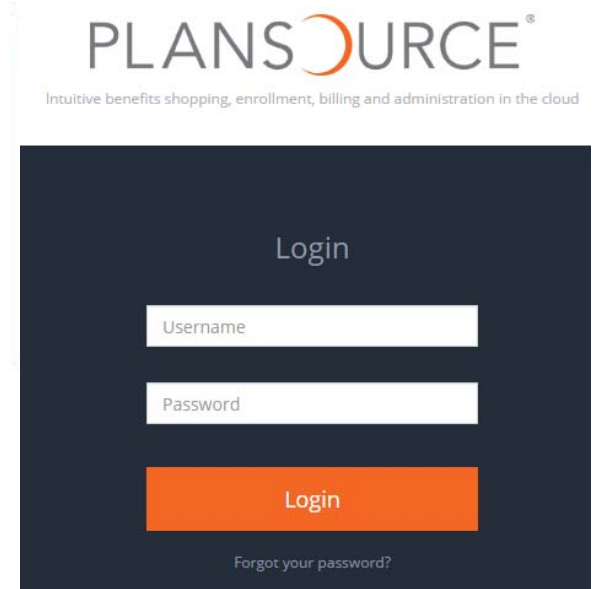 PLANSOURCE®
Intuitive benefits shopping, enrollment, billing and administration in the cloud
Login
Username
Password
Login
Forgot your password?